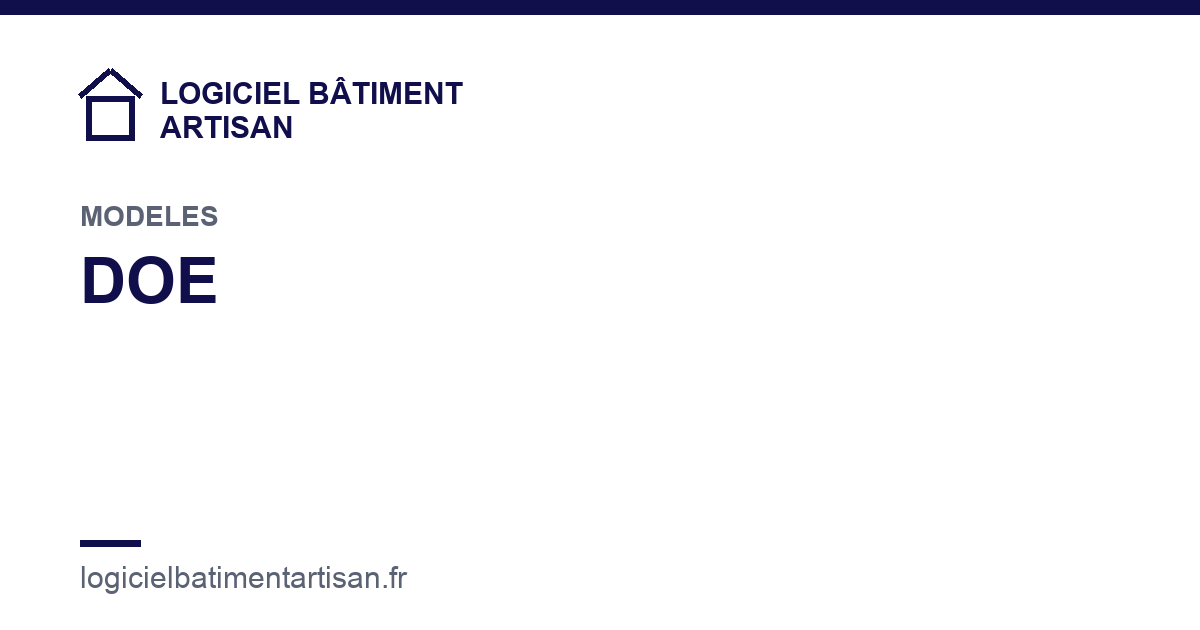 LOGICIEL BÂTIMENT
ARTISAN
MODELES
DOE
logicielbatimentartisan.fr